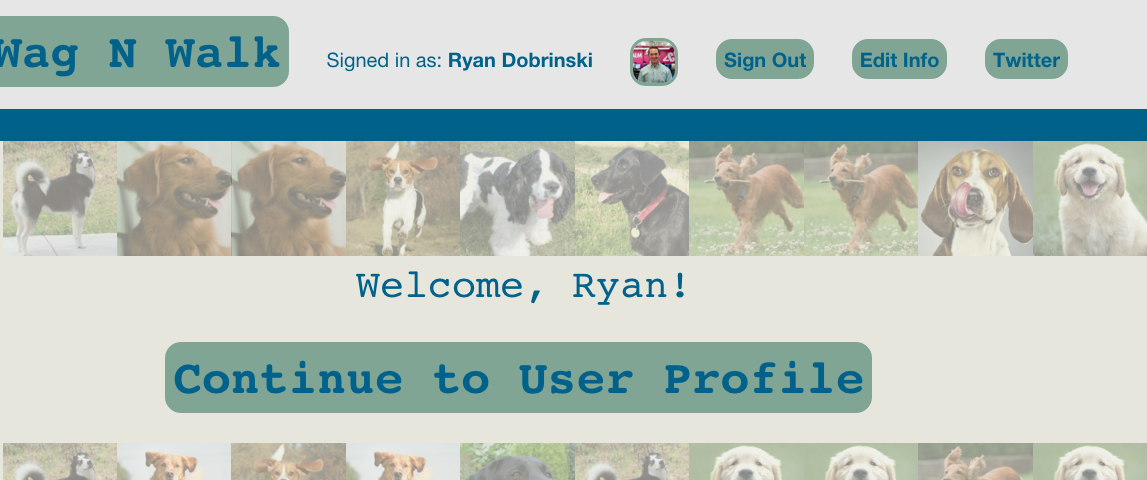 Wag N Walk
Signed in as: Ryan Dobrinski
Sign Out
Edit Info
Twitter
Welcome, Ryan!
Continue to User Profile